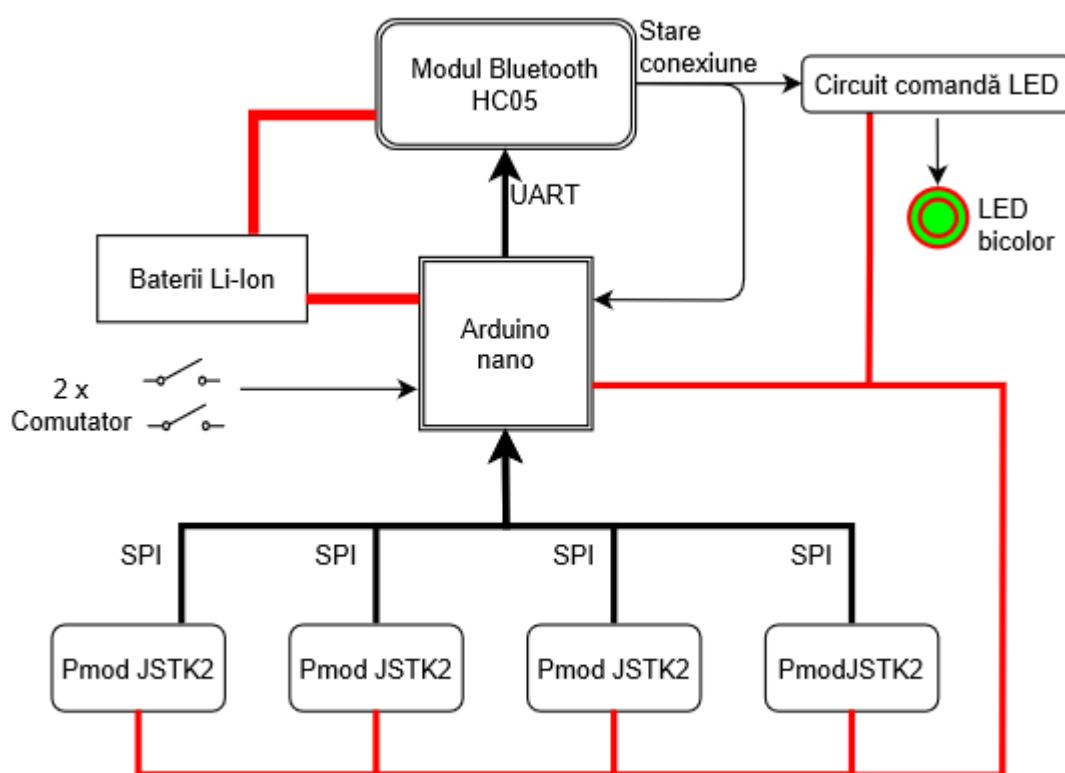 Modul Bluetooth
HC05
Stare
conexiune
Circuit comandă LED
UART
LED
bicolor
Baterii Li-Ion
Arduino
nano
2 x
Comutator
SPI
SPI
SPI
SPI
Pmod JSTK2
Pmod JSTK2
Pmod JSTK2
PmodJSTK2